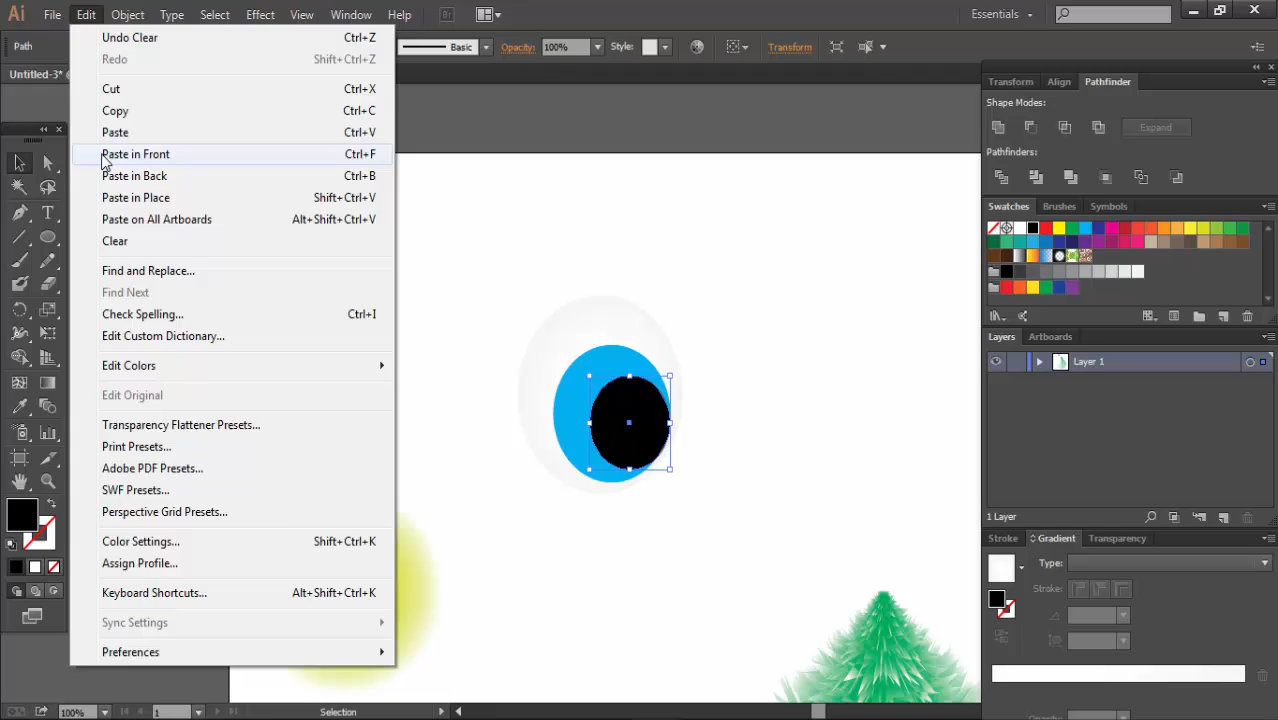 Ai File Edit Object Type Select Effect View Window Help Br Essentials
Path Basic Opacity: 100% Style: Transform
Untitled-3*
Undo Clear Ctrl+Z
Redo Shift+Ctrl+Z
Cut Ctrl+X
Copy Ctrl+C
Paste Ctrl+V
Paste in Front Ctrl+F
Paste in Back Ctrl+B
Paste in Place Shift+Ctrl+V
Paste on All Artboards Alt+Shift+Ctrl+V
Clear
Find and Replace...
Find Next
Check Spelling... Ctrl+I
Edit Custom Dictionary...
Edit Colors
Edit Original
Transparency Flattener Presets...
Print Presets...
Adobe PDF Presets...
SWF Presets...
Perspective Grid Presets...
Color Settings... Shift+Ctrl+K
Assign Profile...
Keyboard Shortcuts... Alt+Shift+Ctrl+K
Sync Settings
Preferences
Transform Align Pathfinder
Shape Modes:
Expand
Pathfinders:
Swatches Brushes Symbols
Layers Artboards
Layer 1
1 Layer
Stroke Gradient Transparency
Type:
Stroke:
100% 1 Selection